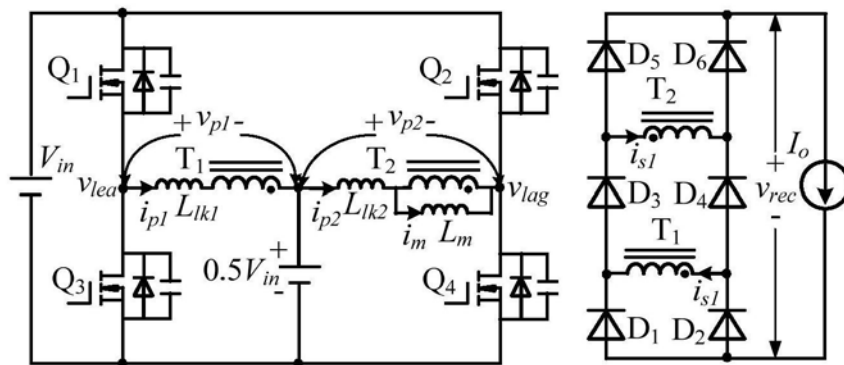 Q1 Q2 D5 D6
+ vp1 - + vp2 - T2
Vin T1 T2 is1 Io
vlea vlag + vrec -
ip1 Llk1 ip2 Llk2 D3 D4
im Lm T1
Q3 0.5Vin + - Q4 is1
D1 D2